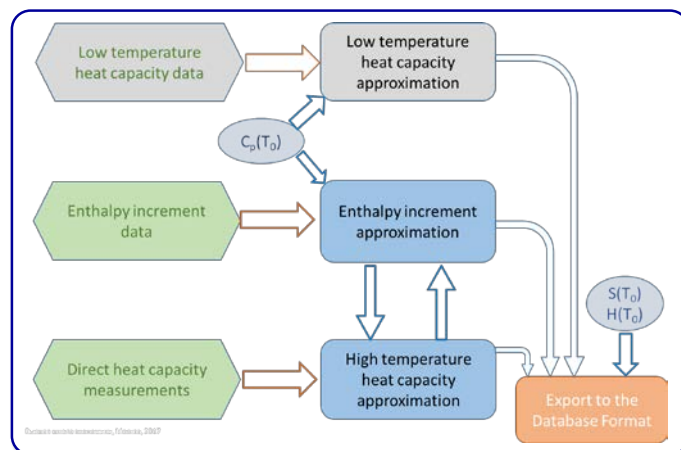 Low temperature
heat capacity data
Low temperature
heat capacity
approximation
Cp(T0)
Enthalpy increment
data
Enthalpy increment
approximation
S(T0)
H(T0)
Direct heat capacity
measurements
High temperature
heat capacity
approximation
Export to the
Database Format